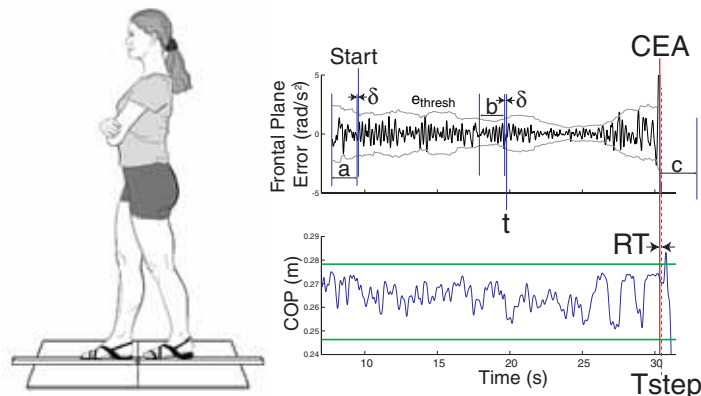 Start
CEA
Frontal Plane
Error (rad/s²)
5
0
-5
δ
e thresh
b
δ
a
c
t
RT
COP (m)
0.29
0.28
0.27
0.26
0.25
0.24
10
15
20
25
30
Time (s)
Tstep